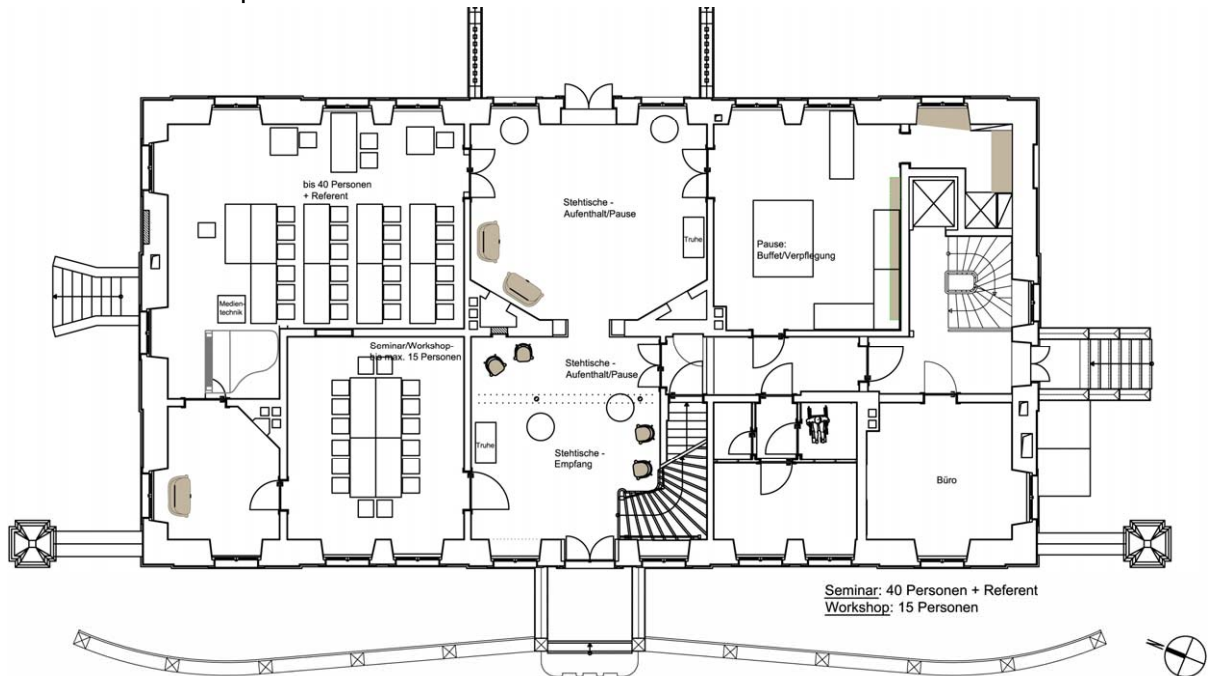 bis 40 Personen
+ Referent
Stehtische -
Aufenthalt/Pause
Truhe
Pause:
Buffet/Verpflegung
Medien-
technik
Seminar/Workshop-
bis max. 15 Personen
Stehtische -
Aufenthalt/Pause
Truhe
Stehtische -
Empfang
Büro
Seminar: 40 Personen + Referent
Workshop: 15 Personen